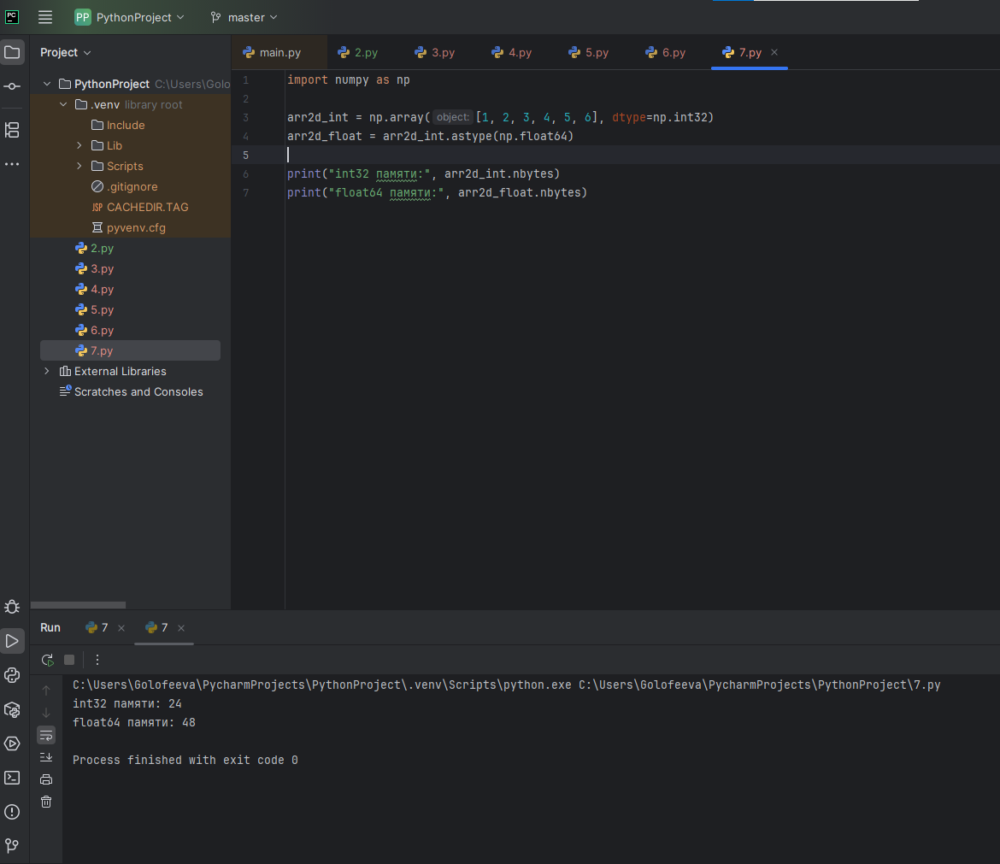 PC
PP PythonProject master
Project
main.py 2.py 3.py 4.py 5.py 6.py 7.py
PythonProject C:\Users\Golo
.venv library root
Include
Lib
Scripts
.gitignore
JSP CACHEDIR.TAG
pyvenv.cfg
2.py
3.py
4.py
5.py
6.py
7.py
External Libraries
Scratches and Consoles
1 import numpy as np
2
3 arr2d_int = np.array( object: [1, 2, 3, 4, 5, 6], dtype=np.int32)
4 arr2d_float = arr2d_int.astype(np.float64)
5
6 print("int32 памяти:", arr2d_int.nbytes)
7 print("float64 памяти:", arr2d_float.nbytes)
Run 7 7
C:\Users\Golofeeva\PycharmProjects\PythonProject\.venv\Scripts\python.exe C:\Users\Golofeeva\PycharmProjects\PythonProject\7.py
int32 памяти: 24
float64 памяти: 48
Process finished with exit code 0